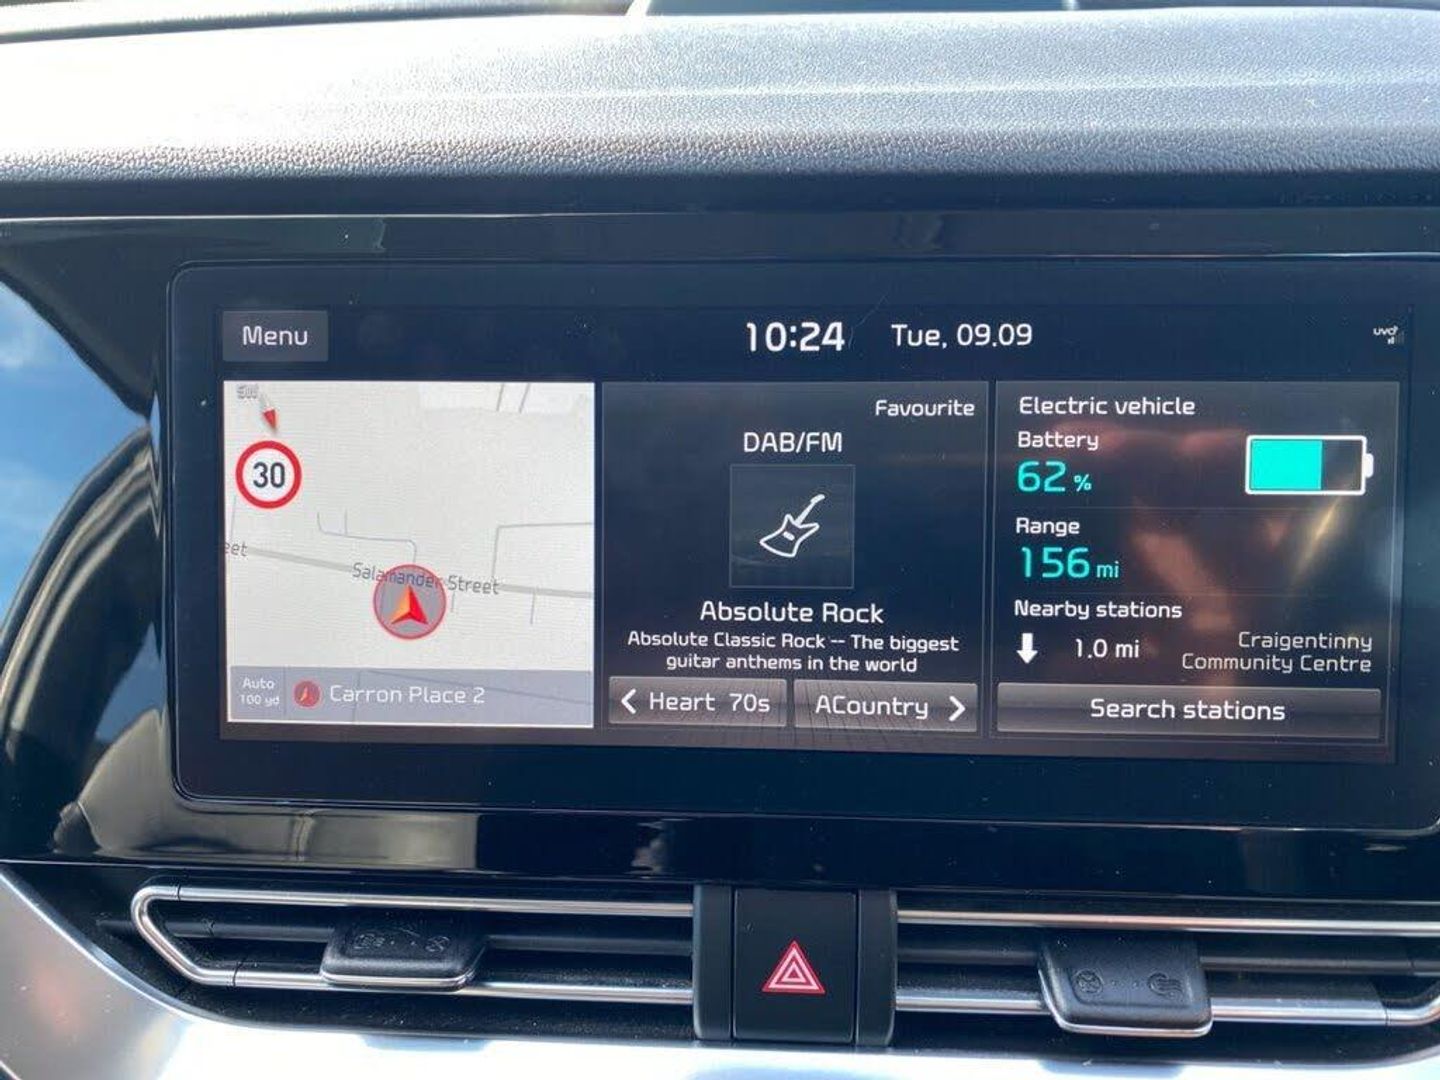 Menu
10:24
Tue, 09.09
30
eet
Salamander Street
Auto
100 yd
Carron Place 2
Favourite
DAB/FM
Absolute Rock
Absolute Classic Rock -- The biggest
guitar anthems in the world
Heart 70s
ACountry
Electric vehicle
Battery
62 %
Range
156 mi
Nearby stations
1.0 mi
Craigentinny
Community Centre
Search stations